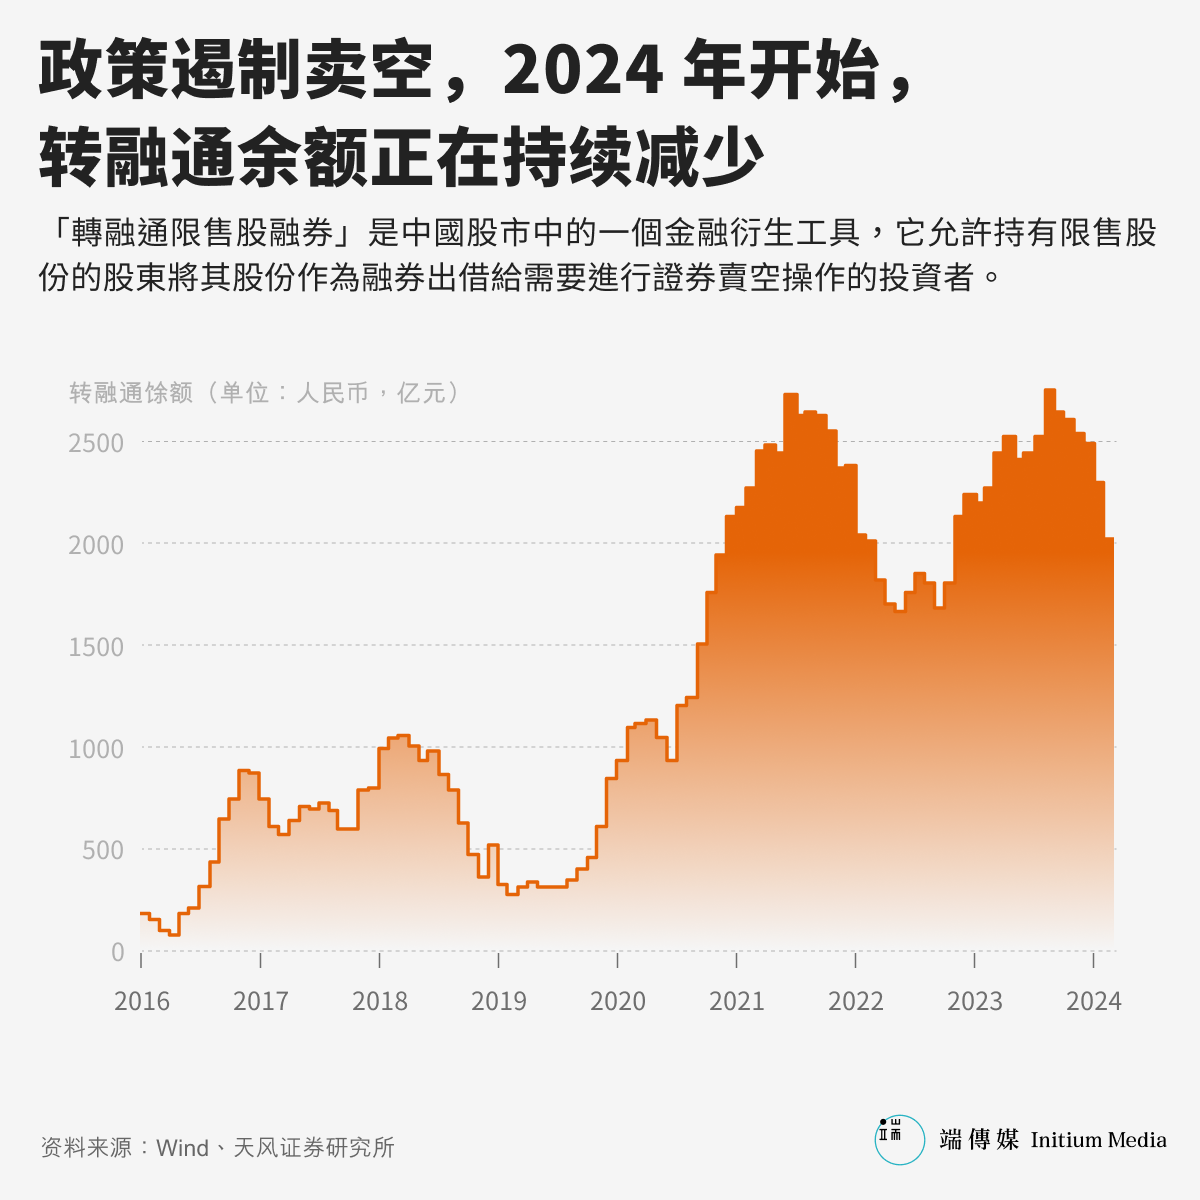 政策遏制卖空，2024 年开始，
转融通余额正在持续减少
「轉融通限售股融券」是中國股市中的一個金融衍生工具，它允許持有限售股
份的股東將其股份作為融券出借給需要進行證券賣空操作的投資者。
转融通馀额（单位：人民币，亿元）
2500
2000
1500
1000
500
0
2016 2017 2018 2019 2020 2021 2022 2023 2024
资料来源：Wind、天风证券研究所
端傳媒 Initium Media